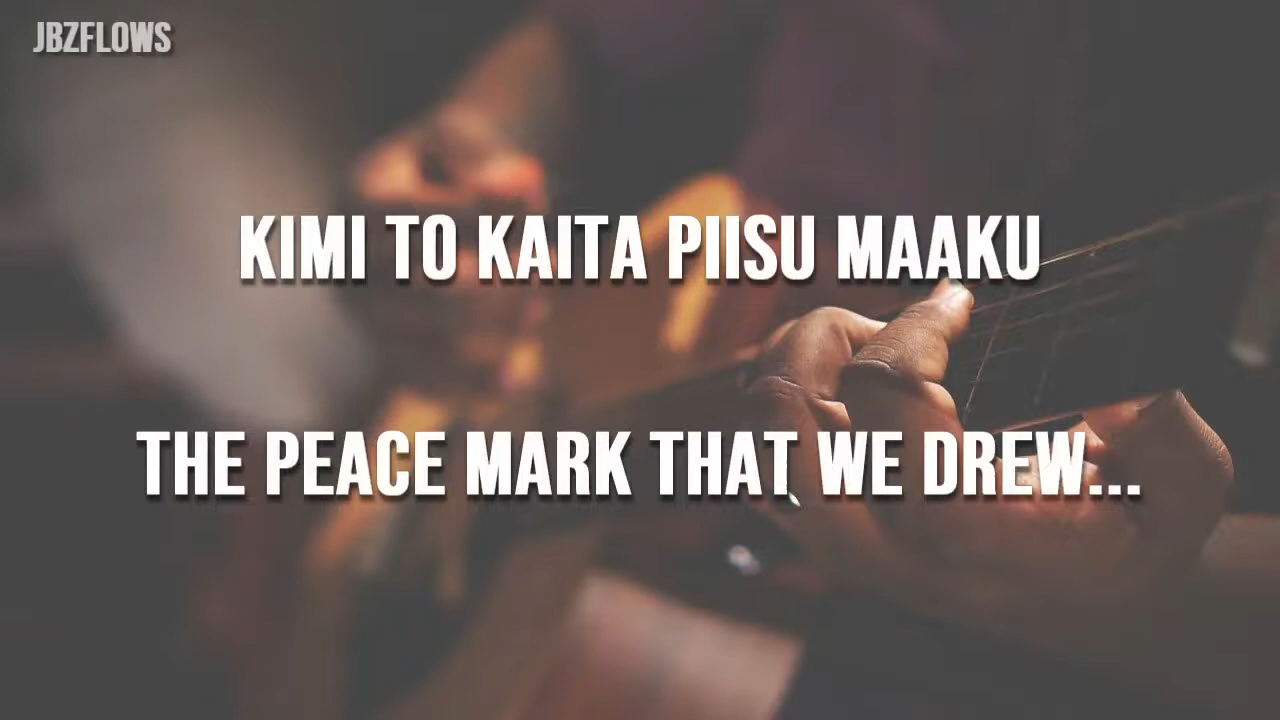 JBZFLOWS
KIMI TO KAITA PIISU MAAKU
THE PEACE MARK THAT WE DREW...